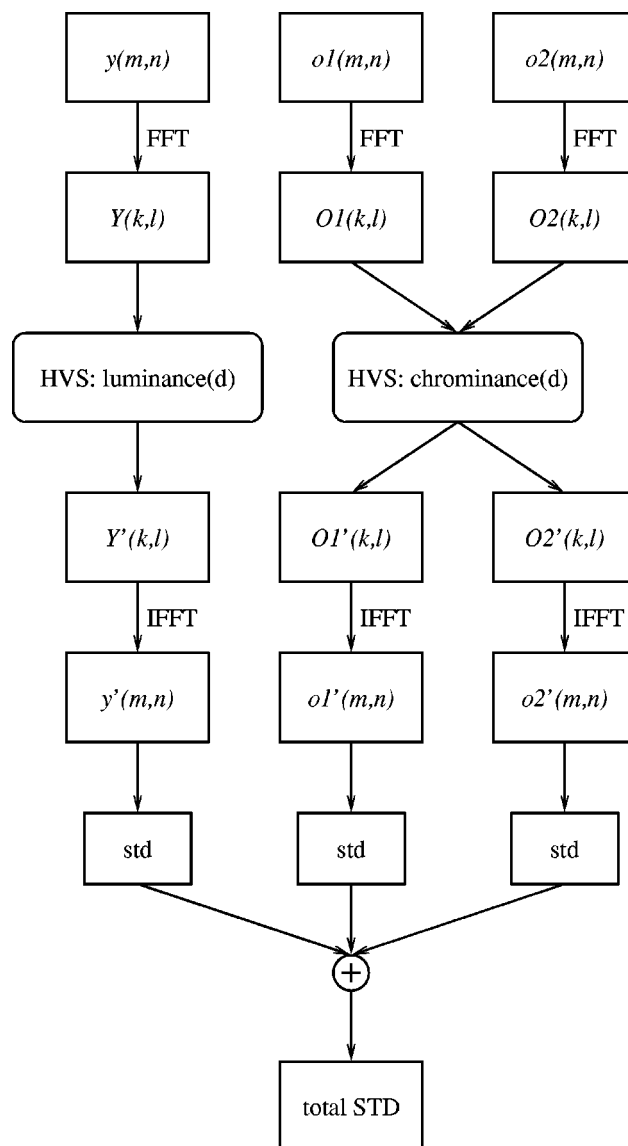 y(m,n) o1(m,n) o2(m,n)
FFT FFT FFT
Y(k,l) O1(k,l) O2(k,l)
HVS: luminance(d) HVS: chrominance(d)
Y’(k,l) O1’(k,l) O2’(k,l)
IFFT IFFT IFFT
y’(m,n) o1’(m,n) o2’(m,n)
std std std
+
total STD